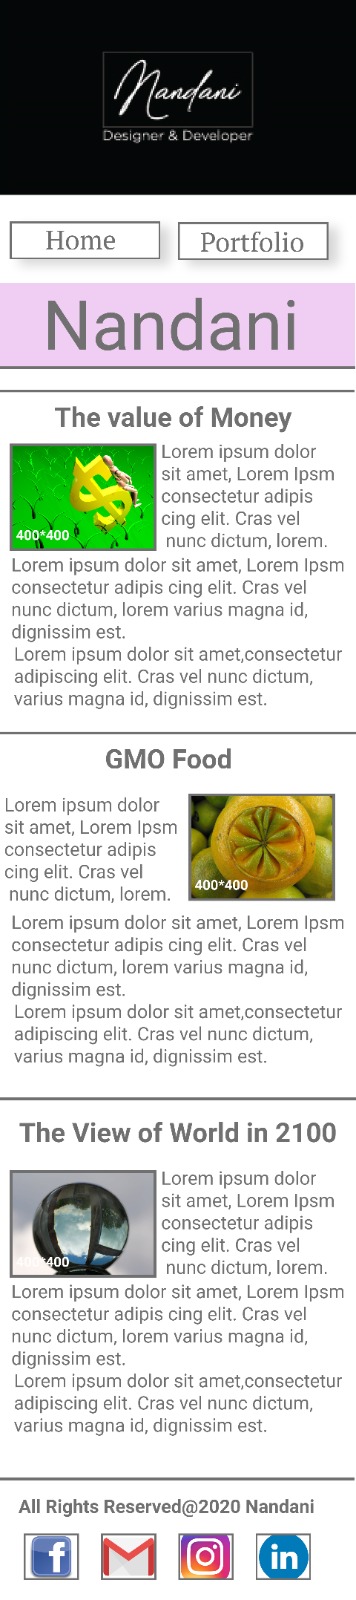 Nandani
Designer & Developer
Home
Portfolio
Nandani
The value of Money
400*400
Lorem ipsum dolor
sit amet, Lorem Ipsm
consectetur adipis
cing elit. Cras vel
nunc dictum, lorem.
Lorem ipsum dolor sit amet, Lorem Ipsm
consectetur adipis cing elit. Cras vel
nunc dictum, lorem varius magna id,
dignissim est.
Lorem ipsum dolor sit amet,consectetur
adipiscing elit. Cras vel nunc dictum,
varius magna id, dignissim est.
GMO Food
Lorem ipsum dolor
sit amet, Lorem Ipsm
consectetur adipis
cing elit. Cras vel
nunc dictum, lorem.
400*400
Lorem ipsum dolor sit amet, Lorem Ipsm
consectetur adipis cing elit. Cras vel
nunc dictum, lorem varius magna id,
dignissim est.
Lorem ipsum dolor sit amet,consectetur
adipiscing elit. Cras vel nunc dictum,
varius magna id, dignissim est.
The View of World in 2100
400*400
Lorem ipsum dolor
sit amet, Lorem Ipsm
consectetur adipis
cing elit. Cras vel
nunc dictum, lorem.
Lorem ipsum dolor sit amet, Lorem Ipsm
consectetur adipis cing elit. Cras vel
nunc dictum, lorem varius magna id,
dignissim est.
Lorem ipsum dolor sit amet,consectetur
adipiscing elit. Cras vel nunc dictum,
varius magna id, dignissim est.
All Rights Reserved@2020 Nandani
f
in